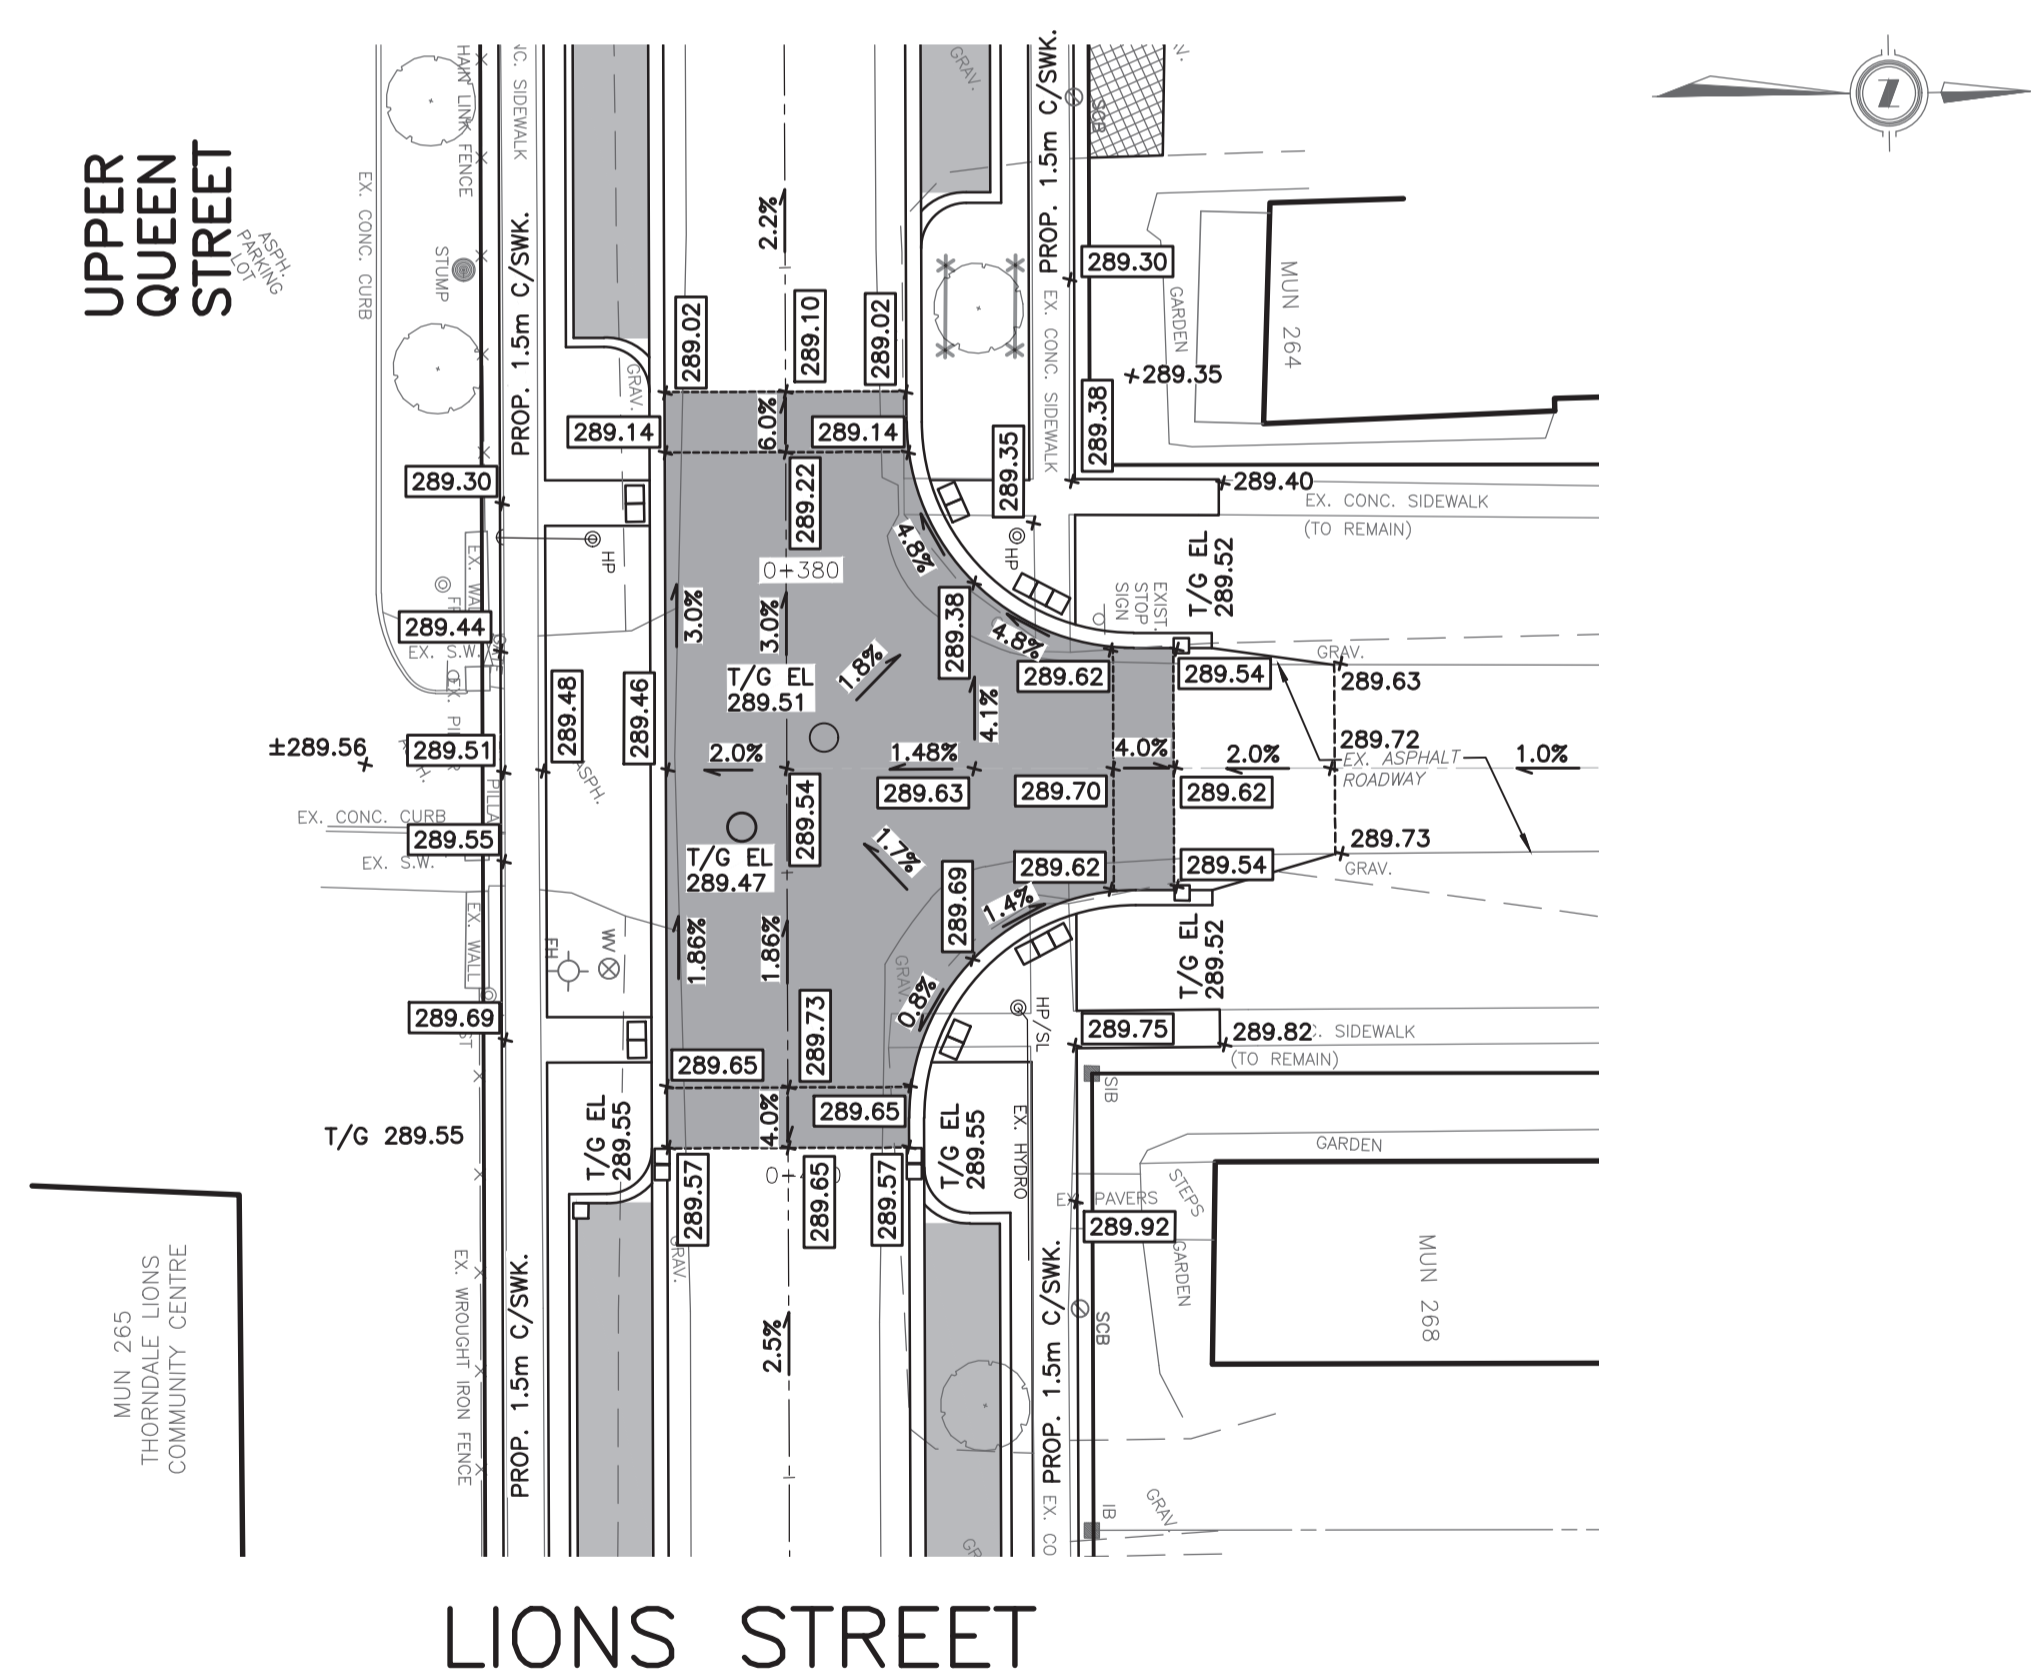 UPPER
QUEEN
STREET
ASPH.
PARKING
LOT
EX. CONC. CURB
CHAIN LINK FENCE
NC. SIDEWALK
STUMP
PROP. 1.5m C/SWK.
GRAV.
2.2%
GRAV.
PROP. 1.5m C/SWK.
SCB
EX. CONC. SIDEWALK
289.30
GARDEN
MUN 264
+289.35
289.38
289.02
289.10
289.02
289.14
6.0%
289.14
289.22
289.35
289.30
289.40
EX. CONC. SIDEWALK
(TO REMAIN)
HP
0+380
4.8%
HP
EXIST.
STOP
SIGN
T/G EL
289.52
289.44
EX. S.W.
3.0%
3.0%
289.38
4.8%
1.8%
T/G EL
289.51
289.62
289.54
GRAV.
289.63
289.48
289.46
4.1%
±289.56
289.51
2.0%
1.48%
4.0%
2.0%
289.72
EX. ASPHALT
ROADWAY
1.0%
ASPH.
289.54
289.63
289.70
289.62
EX. CONC. CURB
289.55
EX. S.W.
T/G EL
289.47
1.7%
289.62
289.54
289.73
GRAV.
289.69
1.4%
EX. WALL
FH
WV
1.86%
1.86%
GRAV.
0.8%
HP/SL
T/G EL
289.52
289.69
289.73
289.75
289.82
C. SIDEWALK
(TO REMAIN)
289.65
289.65
SIB
T/G 289.55
T/G EL
289.55
4.0%
T/G EL
289.55
EX. HYDRO
GARDEN
289.57
289.65
289.57
EX PAVERS
STEPS
289.92
GARDEN
GRAV.
MUN 265
THORNDALE LIONS
COMMUNITY CENTRE
EX. WROUGHT IRON FENCE
PROP. 1.5m C/SWK.
2.5%
PROP. 1.5m C/SWK.
EX. CO
SCB
MUN 268
IB
GRAV.
LIONS STREET